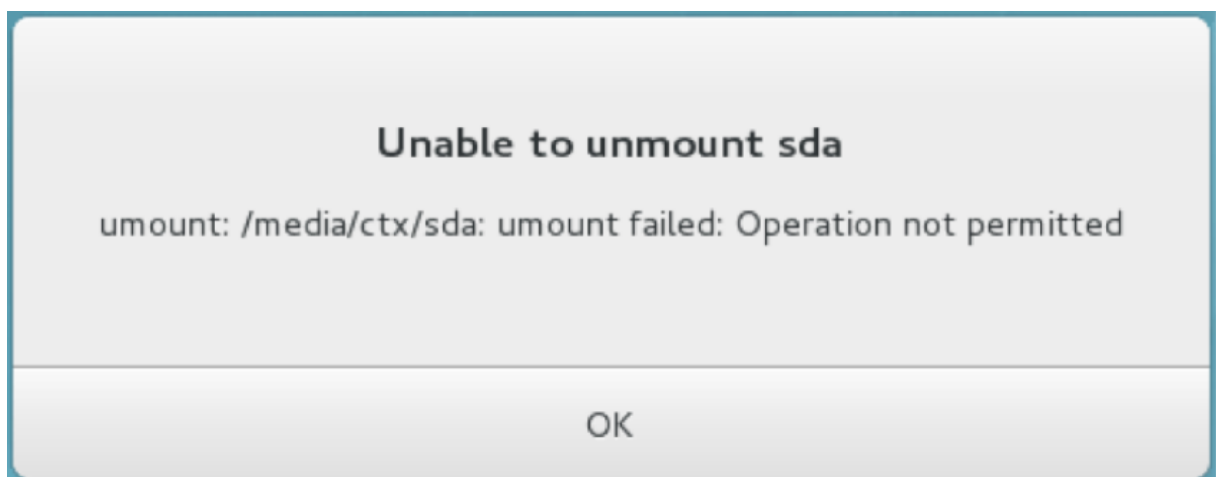 Unable to unmount sda
umount: /media/ctx/sda: umount failed: Operation not permitted
OK